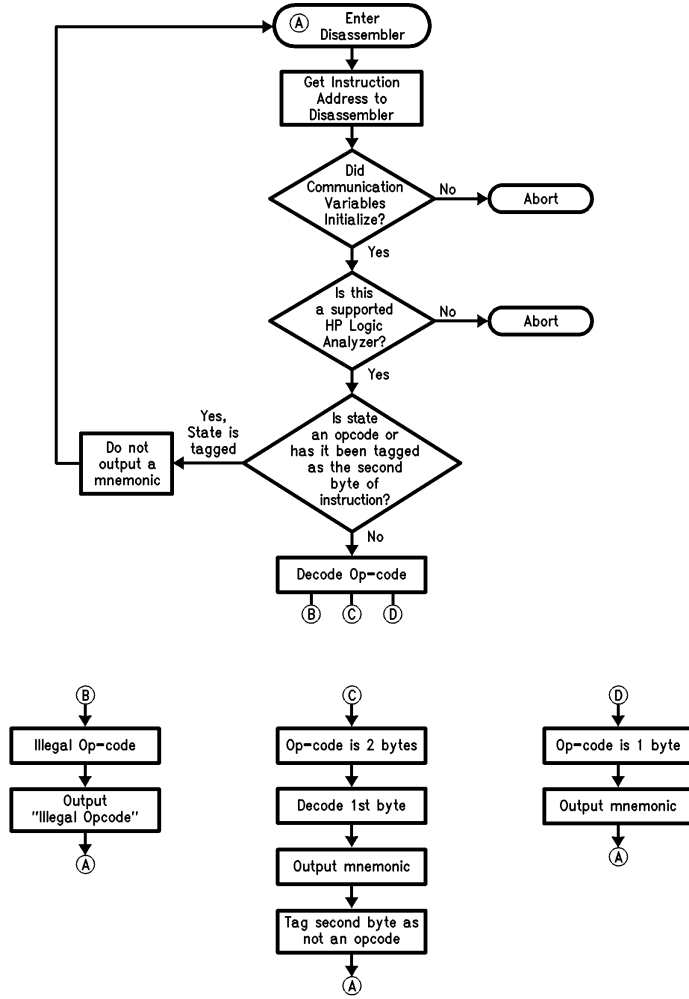 A
Enter
Disassembler
Get Instruction
Address to
Disassembler
Did
Communication
Variables
Initialize?
No
Abort
Yes
Is this
a supported
HP Logic
Analyzer?
No
Abort
Yes
Is state
an opcode or
has it been tagged
as the second
byte of
instruction?
Yes,
State is
tagged
Do not
output a
mnemonic
No
Decode Op-code
B
C
D
B
Illegal Op-code
Output
"Illegal Opcode"
A
C
Op-code is 2 bytes
Decode 1st byte
Output mnemonic
Tag second byte as
not an opcode
A
D
Op-code is 1 byte
Output mnemonic
A